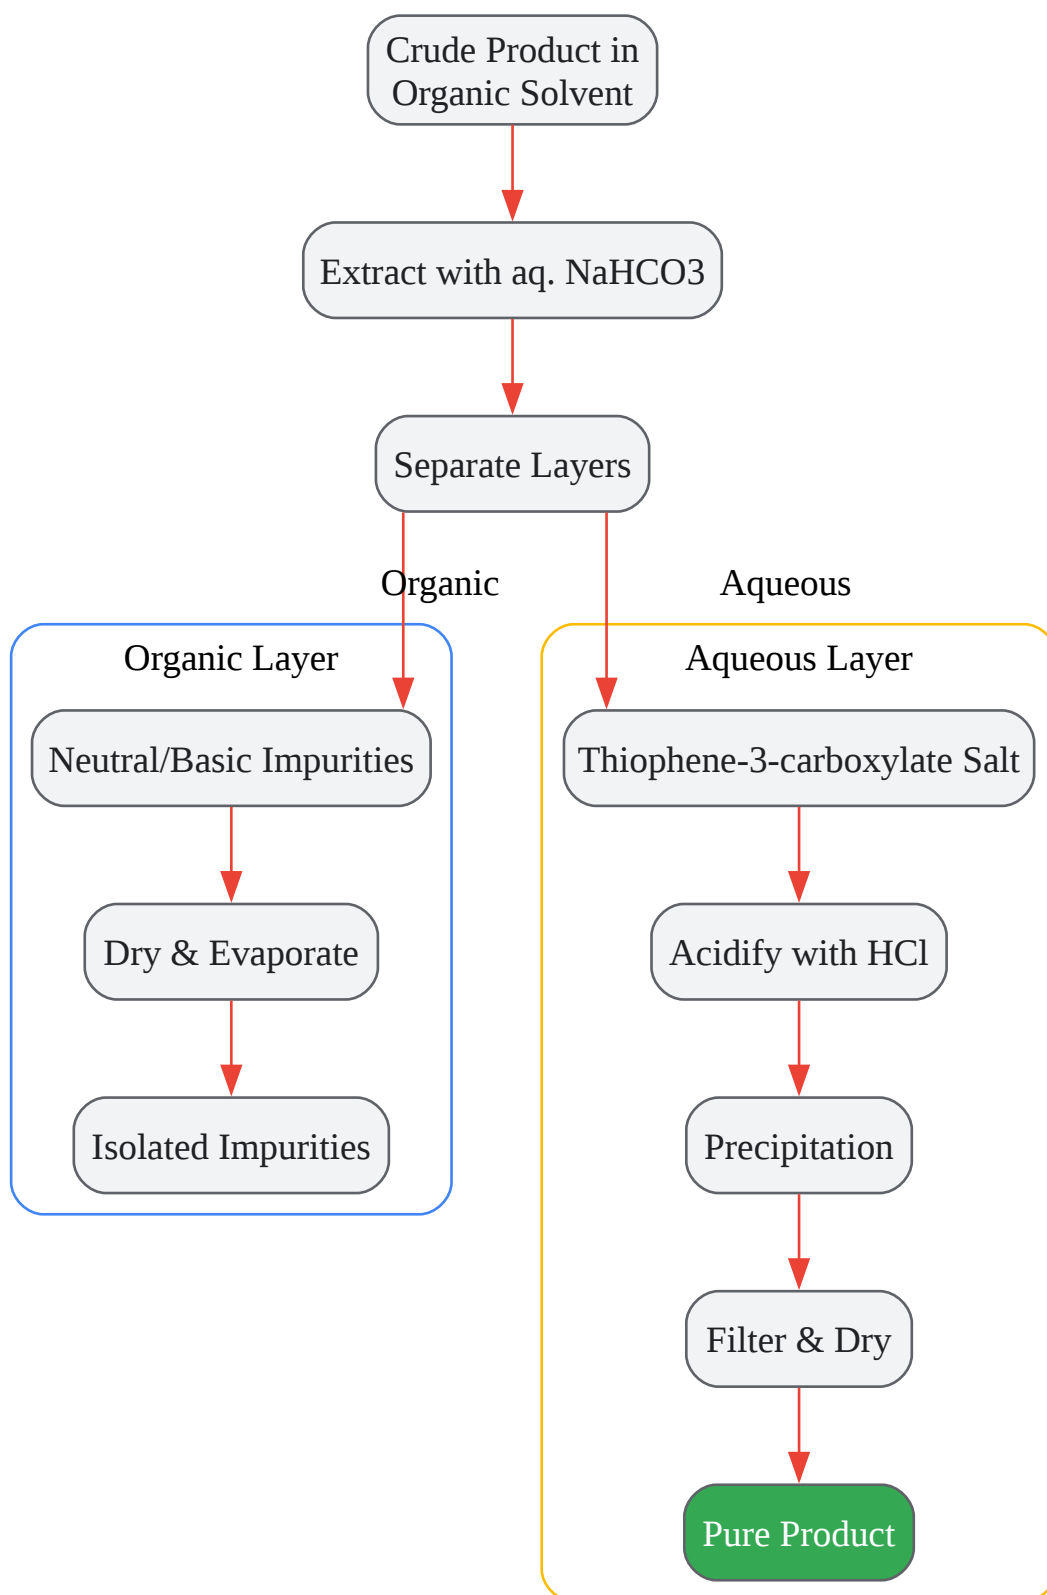 Crude Product in
Organic Solvent
Extract with aq. NaHCO3
Separate Layers
Organic
Aqueous
Organic Layer
Neutral/Basic Impurities
Dry & Evaporate
Isolated Impurities
Aqueous Layer
Thiophene-3-carboxylate Salt
Acidify with HCl
Precipitation
Filter & Dry
Pure Product